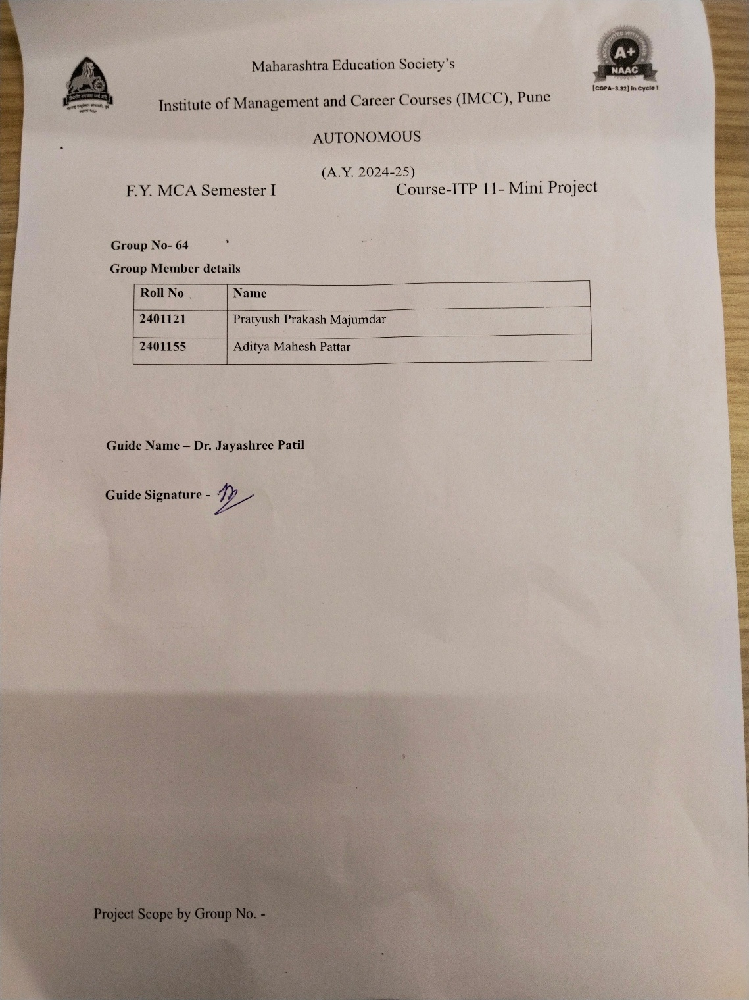 Maharashtra Education Society's
ACCREDITED WITH GRADE
A+
NAAC
[CGPA-3.32] In Cycle 1
Institute of Management and Career Courses (IMCC), Pune
AUTONOMOUS
(A.Y. 2024-25)
F.Y. MCA Semester I Course-ITP 11- Mini Project
Group No- 64
Group Member details
Roll No Name
2401121 Pratyush Prakash Majumdar
2401155 Aditya Mahesh Pattar
Guide Name – Dr. Jayashree Patil
Guide Signature -
Project Scope by Group No. -